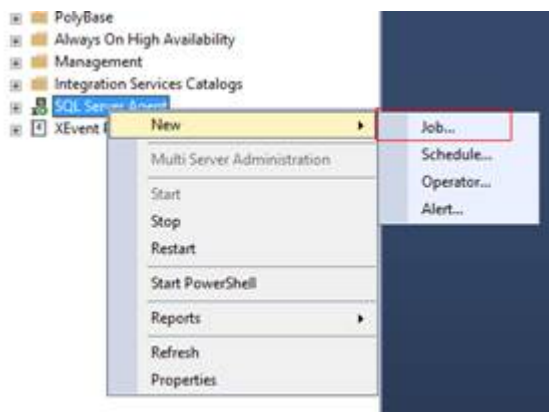 PolyBase
Always On High Availability
Management
Integration Services Catalogs
SQL Server Agent
XEvent
New
Job...
Multi Server Administration
Schedule...
Operator...
Start
Alert...
Stop
Restart
Start PowerShell
Reports
Refresh
Properties